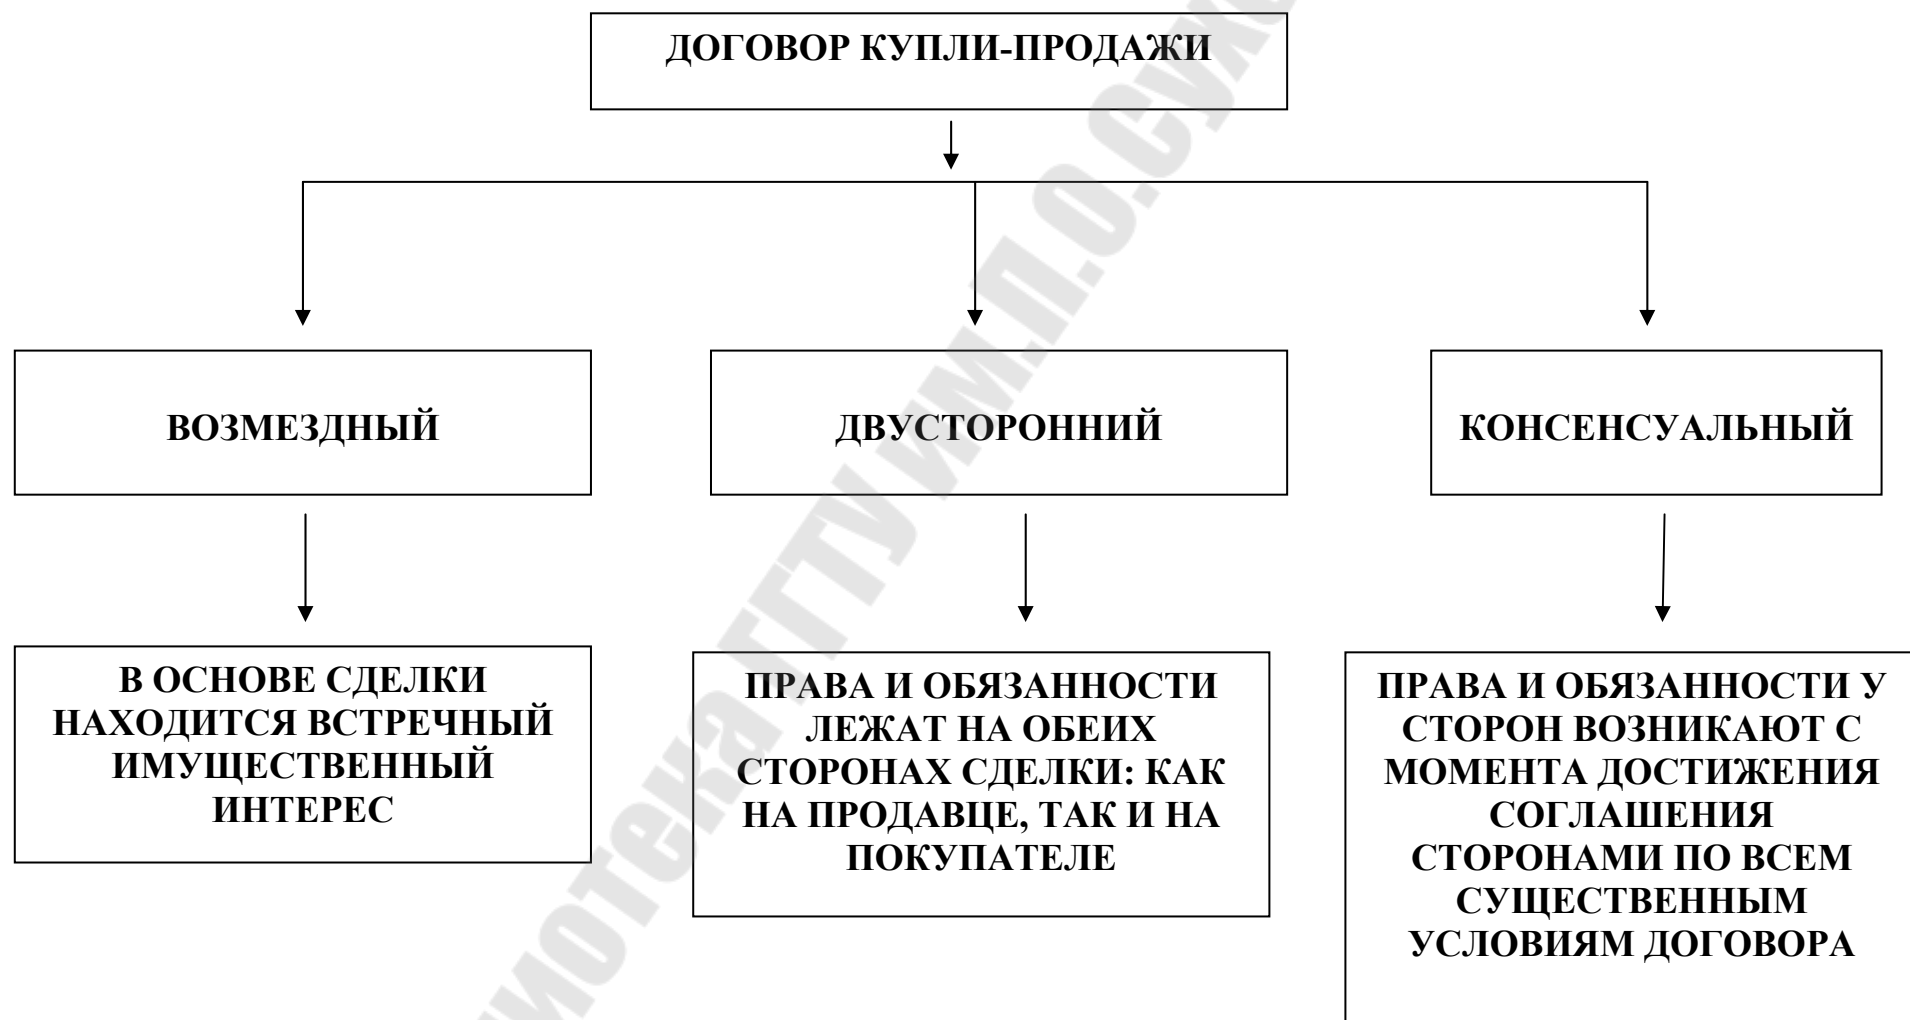 ДОГОВОР КУПЛИ-ПРОДАЖИ
ВОЗМЕЗДНЫЙ
ДВУСТОРОННИЙ
КОНСЕНСУАЛЬНЫЙ
В ОСНОВЕ СДЕЛКИ
НАХОДИТСЯ ВСТРЕЧНЫЙ
ИМУЩЕСТВЕННЫЙ
ИНТЕРЕС
ПРАВА И ОБЯЗАННОСТИ
ЛЕЖАТ НА ОБЕИХ
СТОРОНАХ СДЕЛКИ: КАК
НА ПРОДАВЦЕ, ТАК И НА
ПОКУПАТЕЛЕ
ПРАВА И ОБЯЗАННОСТИ У
СТОРОН ВОЗНИКАЮТ С
МОМЕНТА ДОСТИЖЕНИЯ
СОГЛАШЕНИЯ
СТОРОНАМИ ПО ВСЕМ
СУЩЕСТВЕННЫМ
УСЛОВИЯМ ДОГОВОРА
ГГТУ им.П.О.